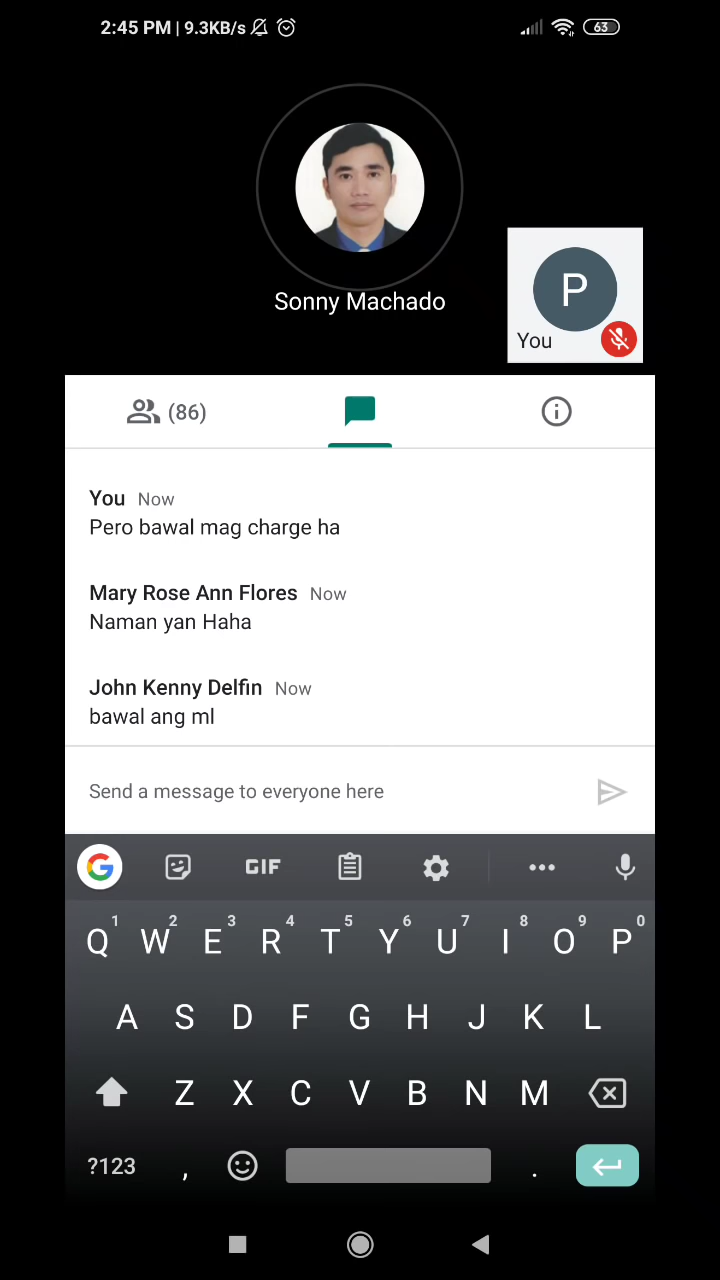 2:45 PM | 9.3KB/s 63
Sonny Machado
P
You
(86)
You Now
Pero bawal mag charge ha
Mary Rose Ann Flores Now
Naman yan Haha
John Kenny Delfin Now
bawal ang ml
Send a message to everyone here
G GIF
1 2 3 4 5 6 7 8 9 0
Q W E R T Y U I O P
A S D F G H J K L
Z X C V B N M
?123 , .